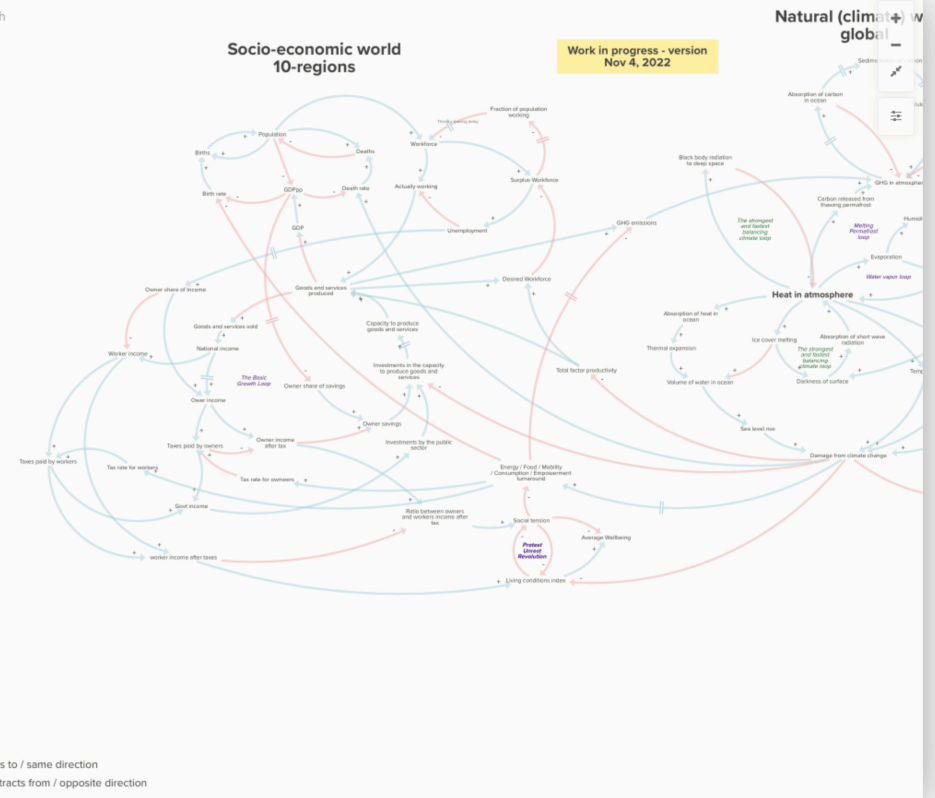 h
Natural (climate) w
global
Socio-economic world
10-regions
Work in progress - version
Nov 4, 2022
Absorption of carbon
in ocean
Fraction of population
working
Population
Workforce
Births
Deaths
Black body radiation
to deep space
Surplus Workforce
GHG in atmosphere
Birth rate
GDPpp
Death rate
Actually working
Carbon released from
thawing permafrost
GDP
Unemployment
GHG emissions
The strongest
and fastest
balancing
climate loop
Melting
Permafrost
loop
Evaporation
Water vapor loop
Desired Workforce
Owner share of income
Goods and services
produced
Heat in atmosphere
Absorption of heat in
ocean
Goods and services sold
Capacity to produce
goods and services
Ice cover melting
Absorption of short wave
radiation
National income
Thermal expansion
Worker income
The strongest
and fastest
climate loop
Investments in the capacity
to produce goods and
services
Total factor productivity
The Basic
Growth Loop
Owner share of savings
Volume of water in ocean
Darkness of surface
Owner income
Owner savings
Sea level rise
Taxes paid by owners
Owner income
after tax
Investments by the public
sector
Damage from climate change
Taxes paid by workers
Tax rate for workers
Energy / Food / Mobility
/ Consumption / Empowerment
turnaround
Tax rate for ownwers
Govt income
Ratio between owners
and workers income after
tax
Social tension
Average Wellbeing
Protest
Unrest
Revolution
worker income after taxes
Living conditions index
s to / same direction
tracts from / opposite direction